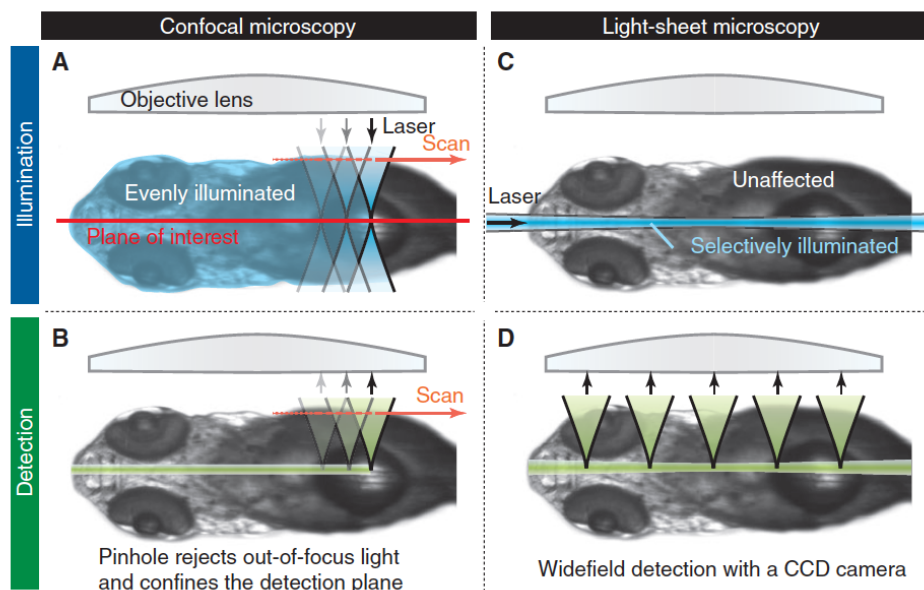 Confocal microscopy
Light-sheet microscopy
Illumination
A
Objective lens
Laser
Scan
Evenly illuminated
Plane of interest
C
Unaffected
Laser
Selectively illuminated
Detection
B
Scan
Pinhole rejects out-of-focus light
and confines the detection plane
D
Widefield detection with a CCD camera